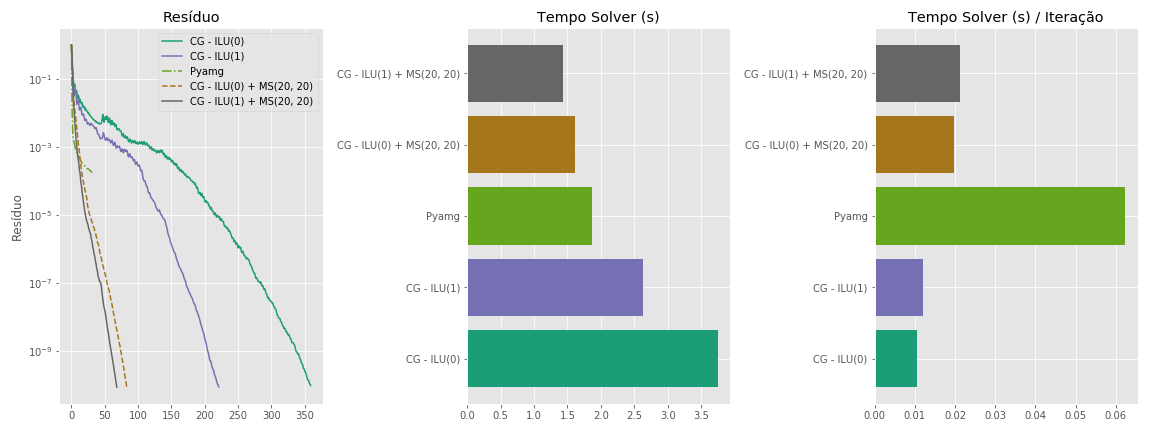 Resíduo
CG - ILU(0)
CG - ILU(1)
Pyamg
CG - ILU(0) + MS(20, 20)
CG - ILU(1) + MS(20, 20)
Resíduo
10⁻¹
10⁻³
10⁻⁵
10⁻⁷
10⁻⁹
0 50 100 150 200 250 300 350
Tempo Solver (s)
CG - ILU(1) + MS(20, 20)
CG - ILU(0) + MS(20, 20)
Pyamg
CG - ILU(1)
CG - ILU(0)
0.0 0.5 1.0 1.5 2.0 2.5 3.0 3.5
Tempo Solver (s) / Iteração
CG - ILU(1) + MS(20, 20)
CG - ILU(0) + MS(20, 20)
Pyamg
CG - ILU(1)
CG - ILU(0)
0.00 0.01 0.02 0.03 0.04 0.05 0.06